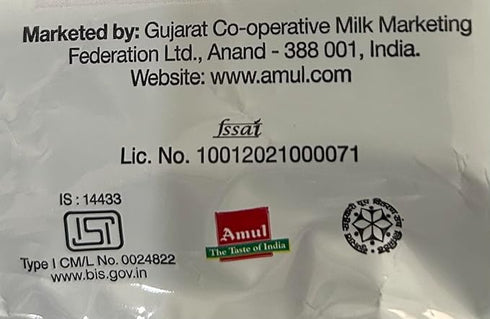 Marketed by: Gujarat Co-operative Milk Marketing
Federation Ltd., Anand - 388 001, India.
Website: www.amul.com
fssai
Lic. No. 10012021000071
IS : 14433
ISI
Type I CM/L No. 0024822
www.bis.gov.in
Amul
The Taste of India